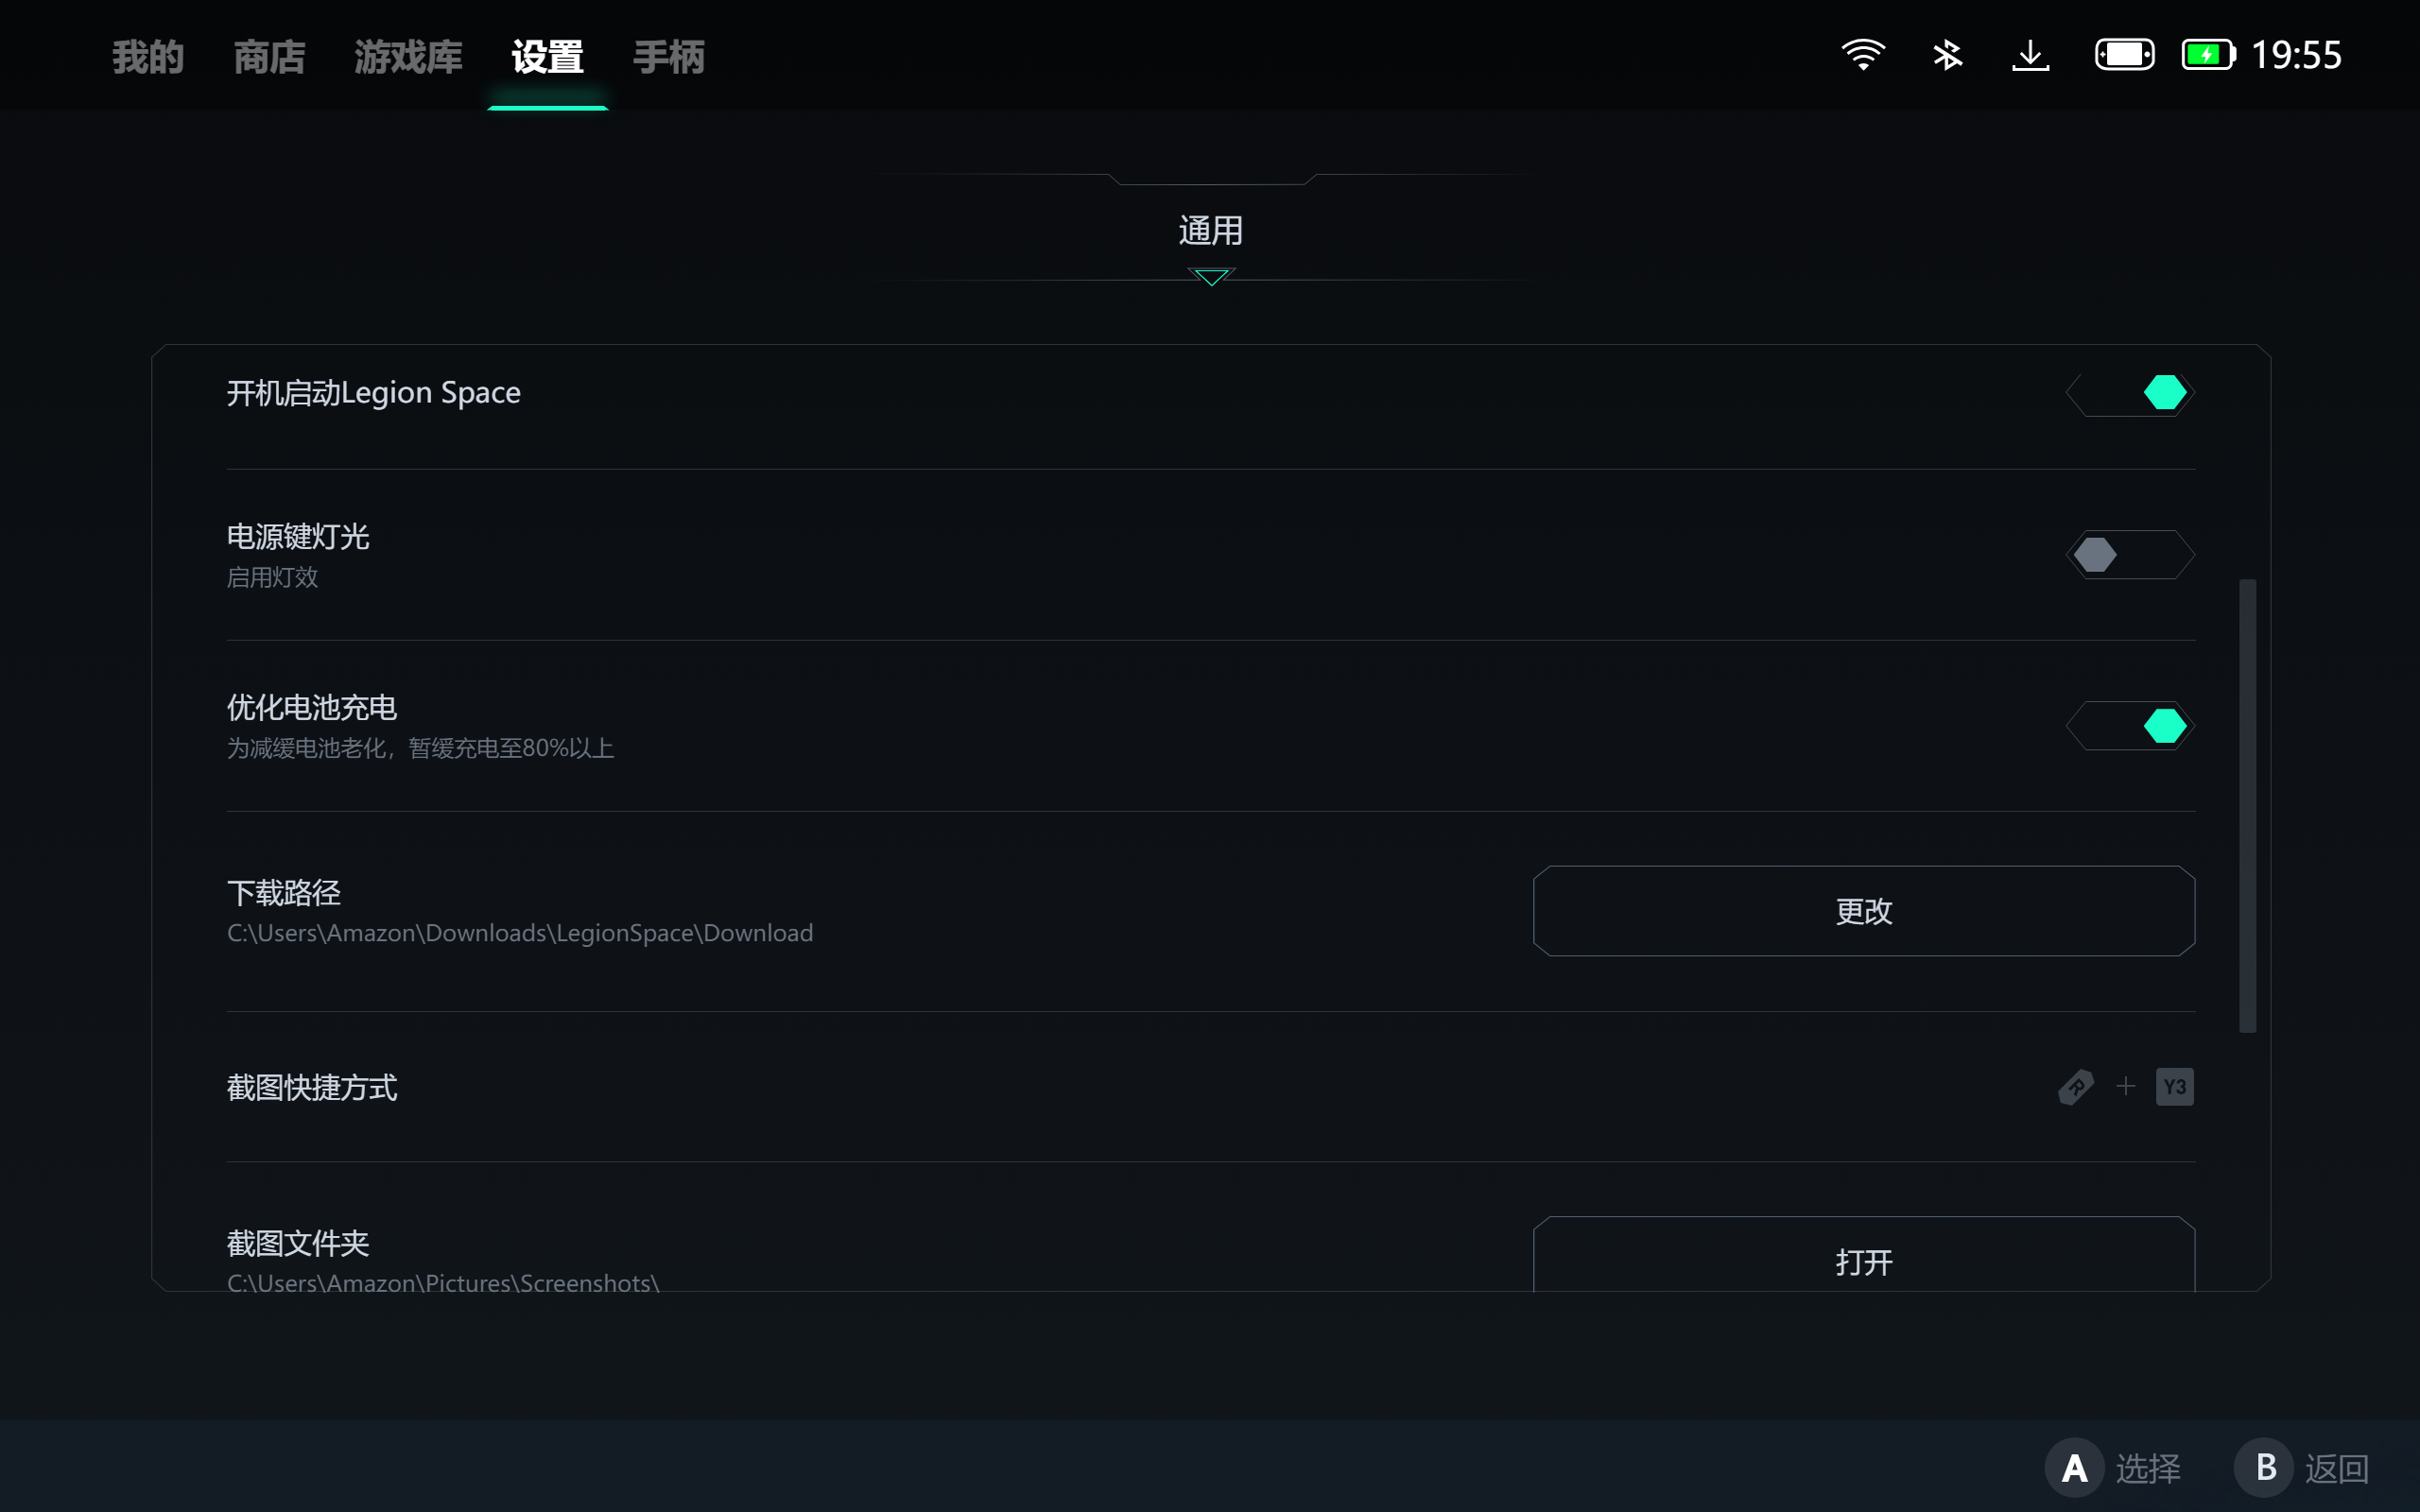 我的 商店 游戏库 设置 手柄 19:55
通用
开机启动Legion Space
电源键灯光
启用灯效
优化电池充电
为减缓电池老化，暂缓充电至80%以上
下载路径
C:\Users\Amazon\Downloads\LegionSpace\Download
更改
截图快捷方式
R + Y3
截图文件夹
C:\Users\Amazon\Pictures\Screenshots\
打开
A 选择 B 返回